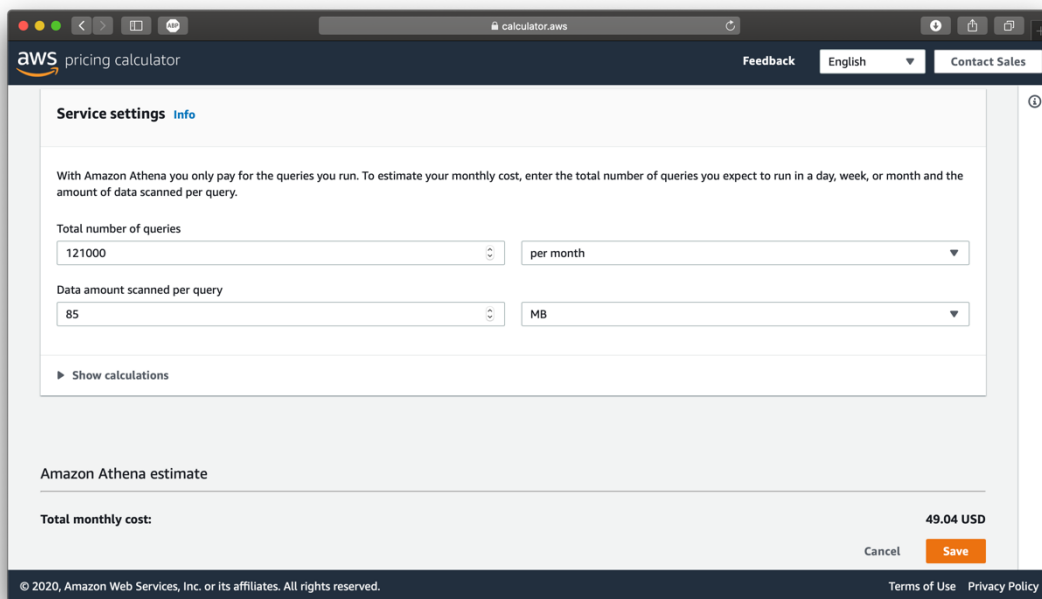 ABP
calculator.aws
aws pricing calculator
Feedback
English
Contact Sales
Service settings Info
With Amazon Athena you only pay for the queries you run. To estimate your monthly cost, enter the total number of queries you expect to run in a day, week, or month and the
amount of data scanned per query.
Total number of queries
121000
per month
Data amount scanned per query
85
MB
Show calculations
Amazon Athena estimate
Total monthly cost:
49.04 USD
Cancel
Save
© 2020, Amazon Web Services, Inc. or its affiliates. All rights reserved.
Terms of Use
Privacy Policy